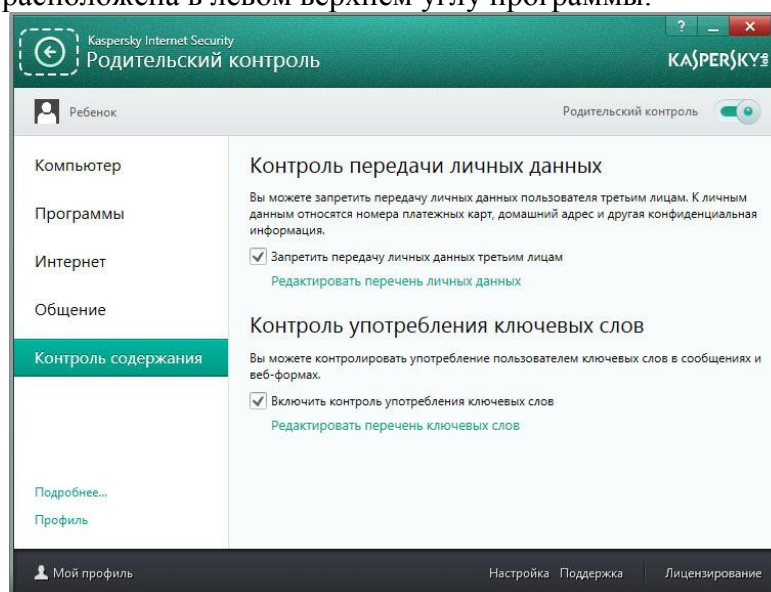 расположена в левом верхнем углу программы.
Kaspersky Internet Security
Родительский контроль
? _ ×
KASPERSKY
Ребенок
Родительский контроль
Компьютер
Программы
Интернет
Общение
Контроль содержания
Подробнее...
Профиль
Контроль передачи личных данных
Вы можете запретить передачу личных данных пользователя третьим лицам. К личным
данным относятся номера платежных карт, домашний адрес и другая конфиденциальная
информация.
Запретить передачу личных данных третьим лицам
Редактировать перечень личных данных
Контроль употребления ключевых слов
Вы можете контролировать употребление пользователем ключевых слов в сообщениях и
веб-формах.
Включить контроль употребления ключевых слов
Редактировать перечень ключевых слов
Мой профиль
Настройка Поддержка Лицензирование